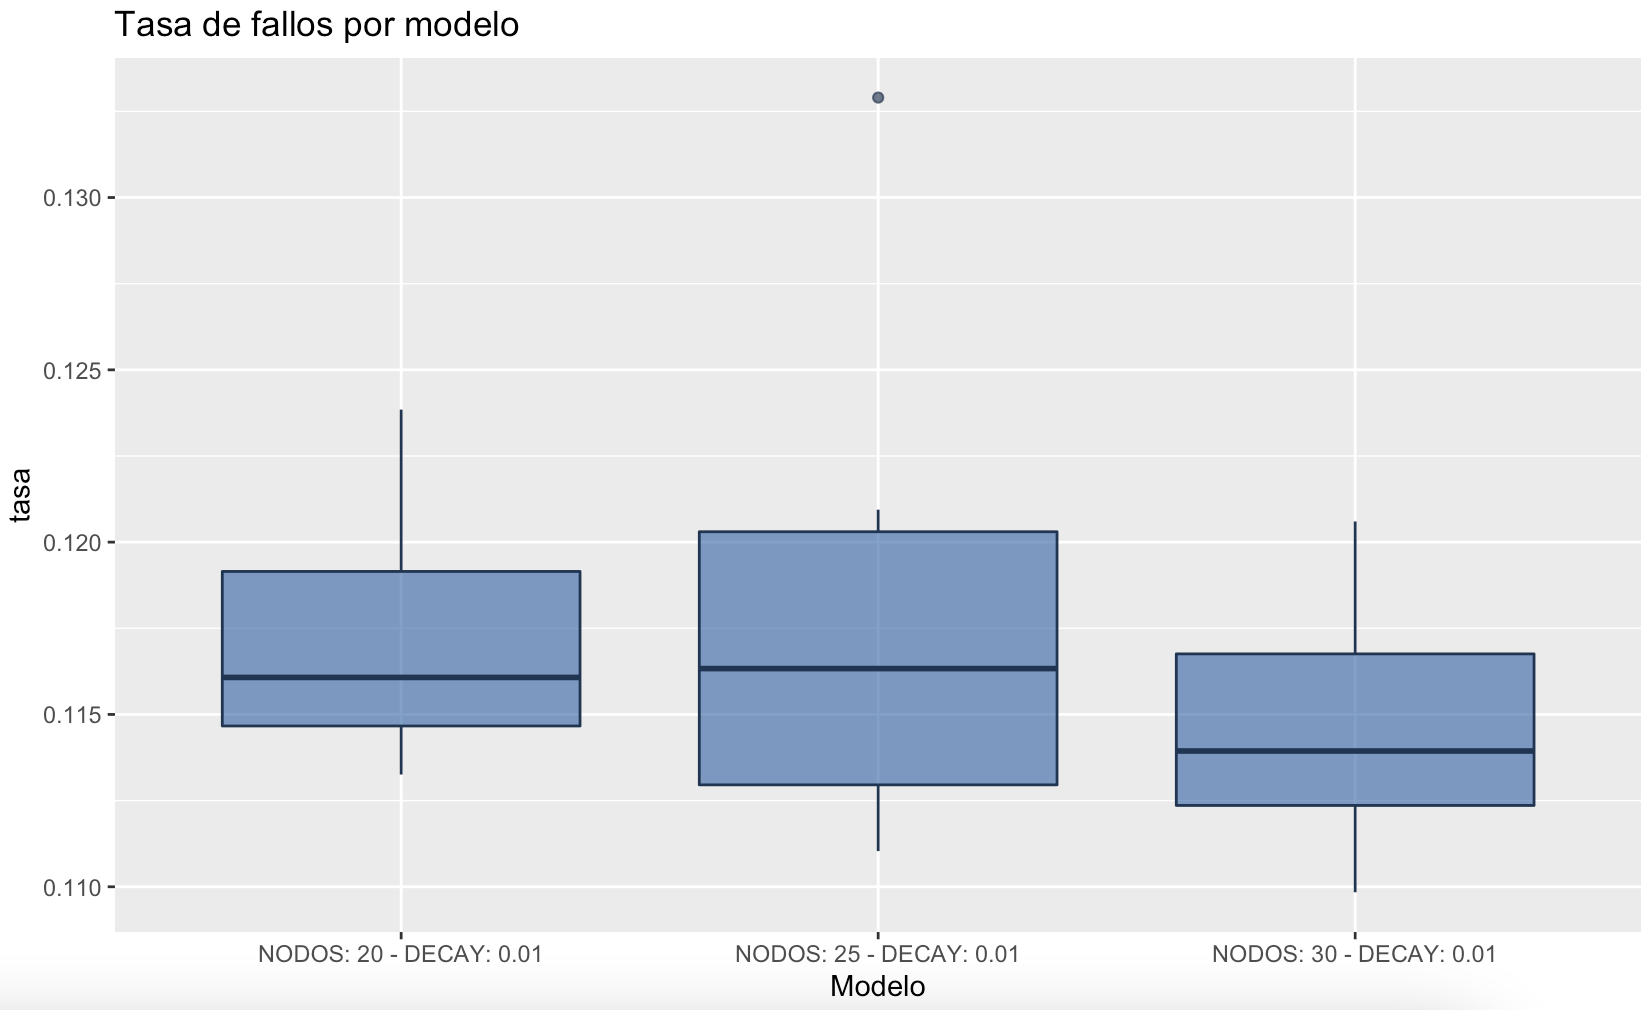 Tasa de fallos por modelo
tasa
0.130
0.125
0.120
0.115
0.110
NODOS: 20 - DECAY: 0.01
NODOS: 25 - DECAY: 0.01
NODOS: 30 - DECAY: 0.01
Modelo